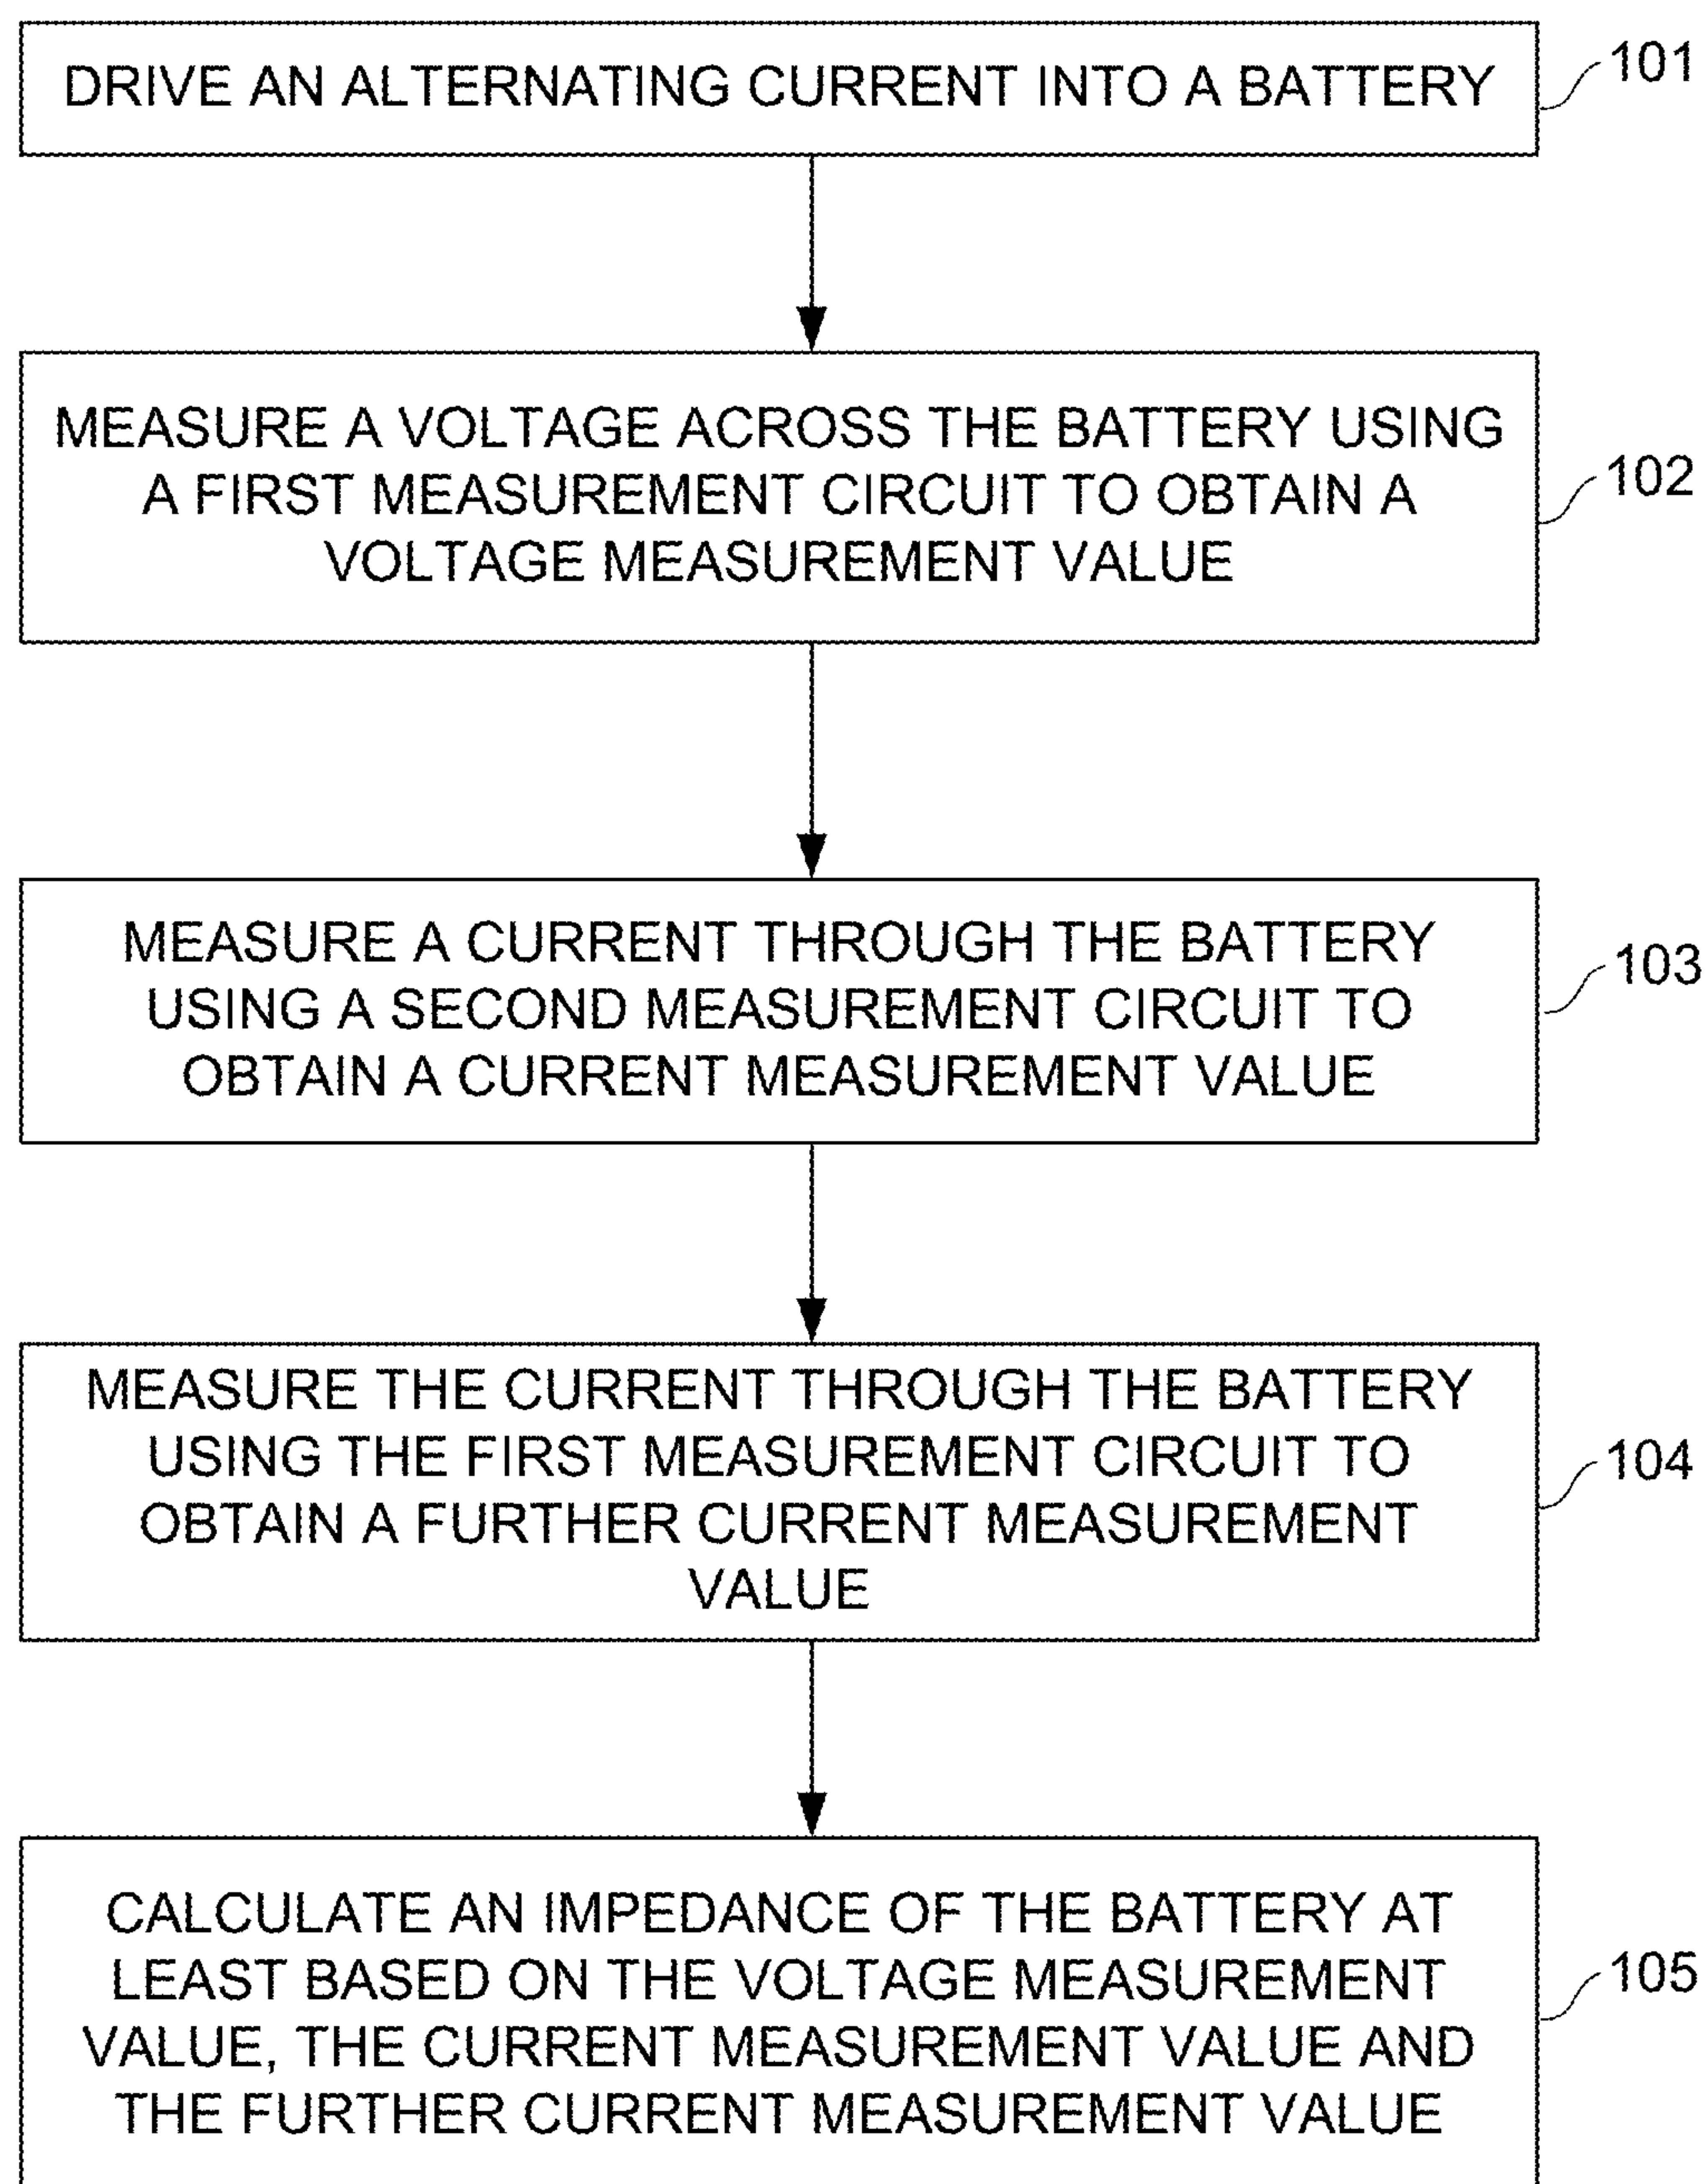 DRIVE AN ALTERNATING CURRENT INTO A BATTERY
101
MEASURE A VOLTAGE ACROSS THE BATTERY USING
A FIRST MEASUREMENT CIRCUIT TO OBTAIN A
VOLTAGE MEASUREMENT VALUE
102
MEASURE A CURRENT THROUGH THE BATTERY
USING A SECOND MEASUREMENT CIRCUIT TO
OBTAIN A CURRENT MEASUREMENT VALUE
103
MEASURE THE CURRENT THROUGH THE BATTERY
USING THE FIRST MEASUREMENT CIRCUIT TO
OBTAIN A FURTHER CURRENT MEASUREMENT
VALUE
104
CALCULATE AN IMPEDANCE OF THE BATTERY AT
LEAST BASED ON THE VOLTAGE MEASUREMENT
VALUE, THE CURRENT MEASUREMENT VALUE AND
THE FURTHER CURRENT MEASUREMENT VALUE
105